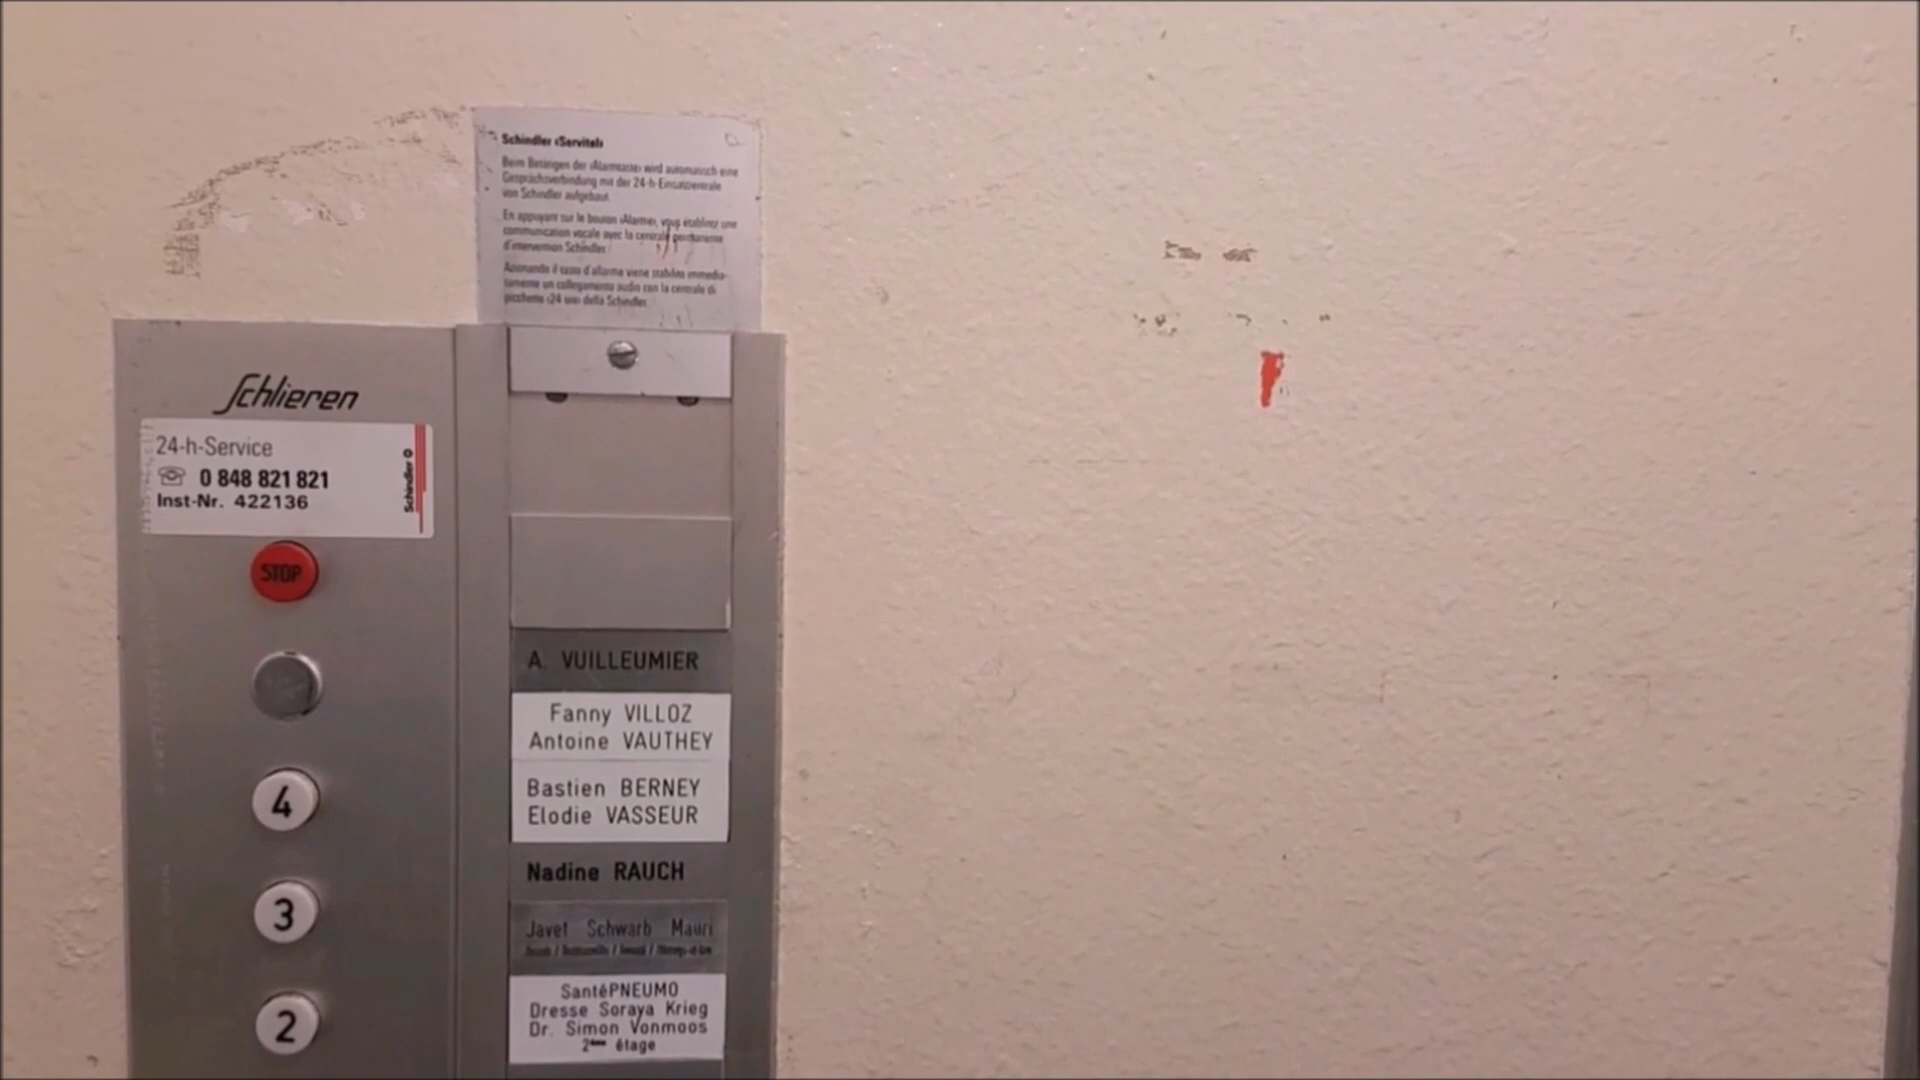 Schindler ‹Servitel›
Beim Betätigen der ‹Alarmtaste› wird automatisch eine
Gesprächsverbindung mit der 24-h-Einsatzzentrale
von Schindler aufgebaut.
En appuyant sur le bouton ‹Alarme›, vous établirez une
communication vocale avec la centrale permanente
d'intervention Schindler.
Azionando il tasto d'allarme viene stabilito immedia-
tamente un collegamento audio con la centrale di
picchetto ‹24 ore› della Schindler.
Schlieren
24-h-Service
0 848 821 821
Inst-Nr. 422136
Schindler
STOP
4
3
2
A. VUILLEUMIER
Fanny VILLOZ
Antoine VAUTHEY
Bastien BERNEY
Elodie VASSEUR
Nadine RAUCH
Javet Schwarb Mauri
SantéPNEUMO
Dresse Soraya Krieg
Dr. Simon Vonmoos
2ème étage